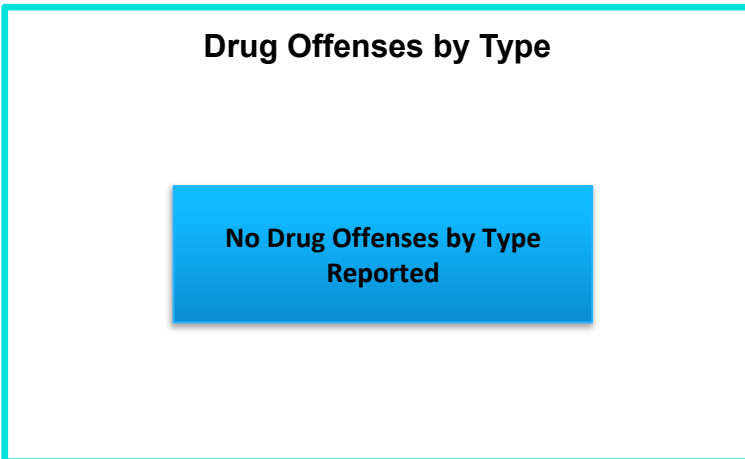 Drug Offenses by Type
No Drug Offenses by Type
Reported